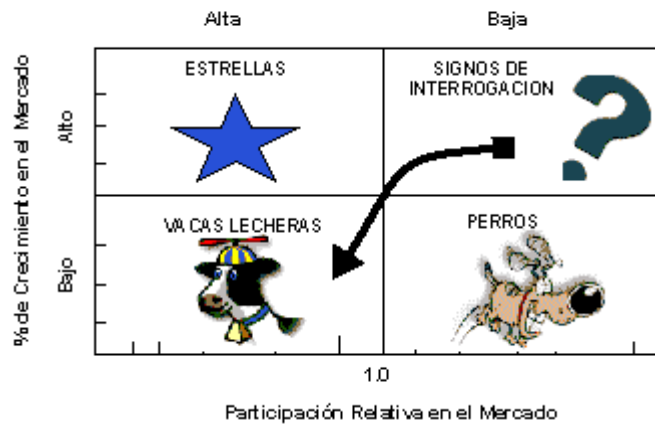 Alta
Baja
ESTRELLAS
SIGNOS DE
INTERROGACION
% de Crecimiento en el Mercado
Alto
VACAS LECHERAS
PERROS
Bajo
1.0
Participación Relativa en el Mercado